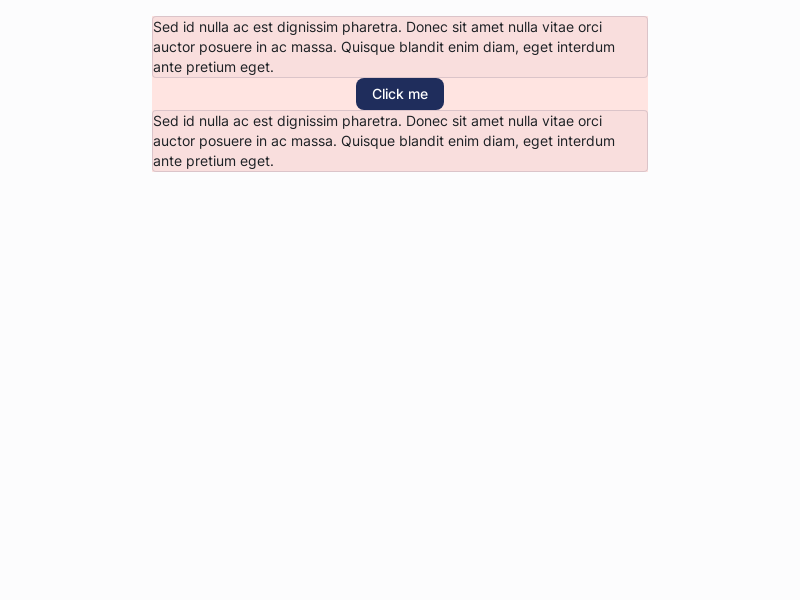 Sed id nulla ac est dignissim pharetra. Donec sit amet nulla vitae orci
auctor posuere in ac massa. Quisque blandit enim diam, eget interdum
ante pretium eget.
Click me
Sed id nulla ac est dignissim pharetra. Donec sit amet nulla vitae orci
auctor posuere in ac massa. Quisque blandit enim diam, eget interdum
ante pretium eget.